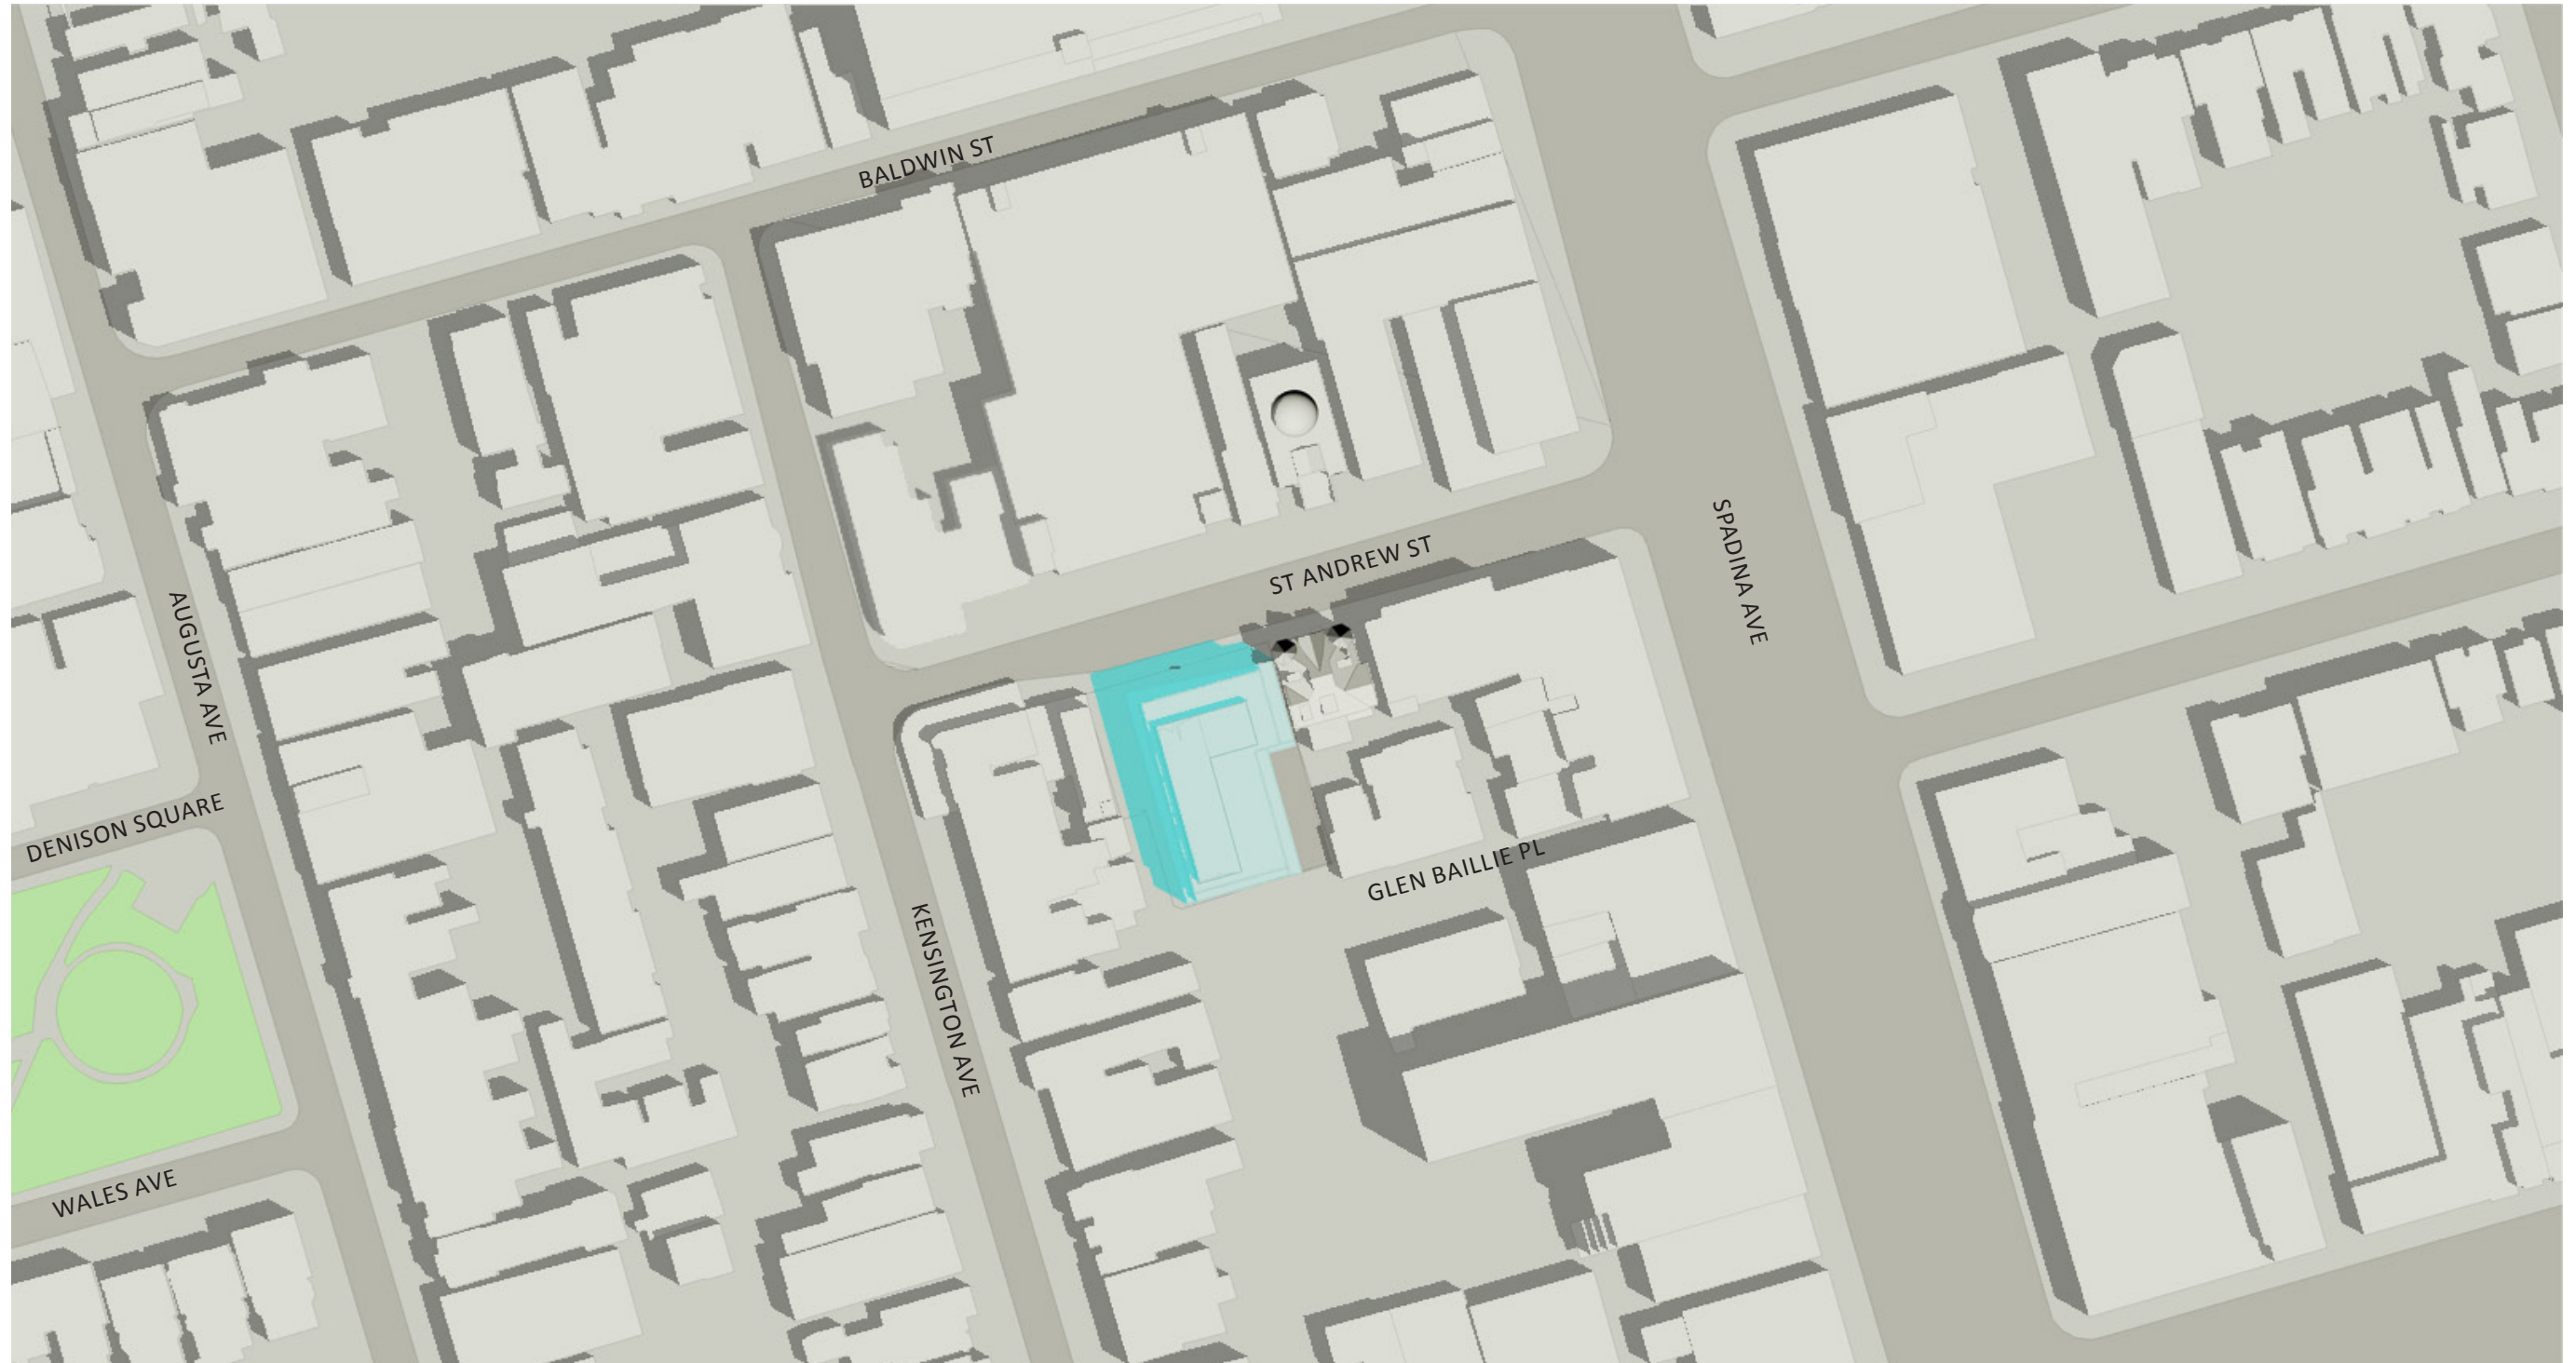 BALDWIN ST
ST ANDREW ST
SPADINA AVE
AUGUSTA AVE
DENISON SQUARE
GLEN BAILLIE PL
KENSINGTON AVE
WALES AVE